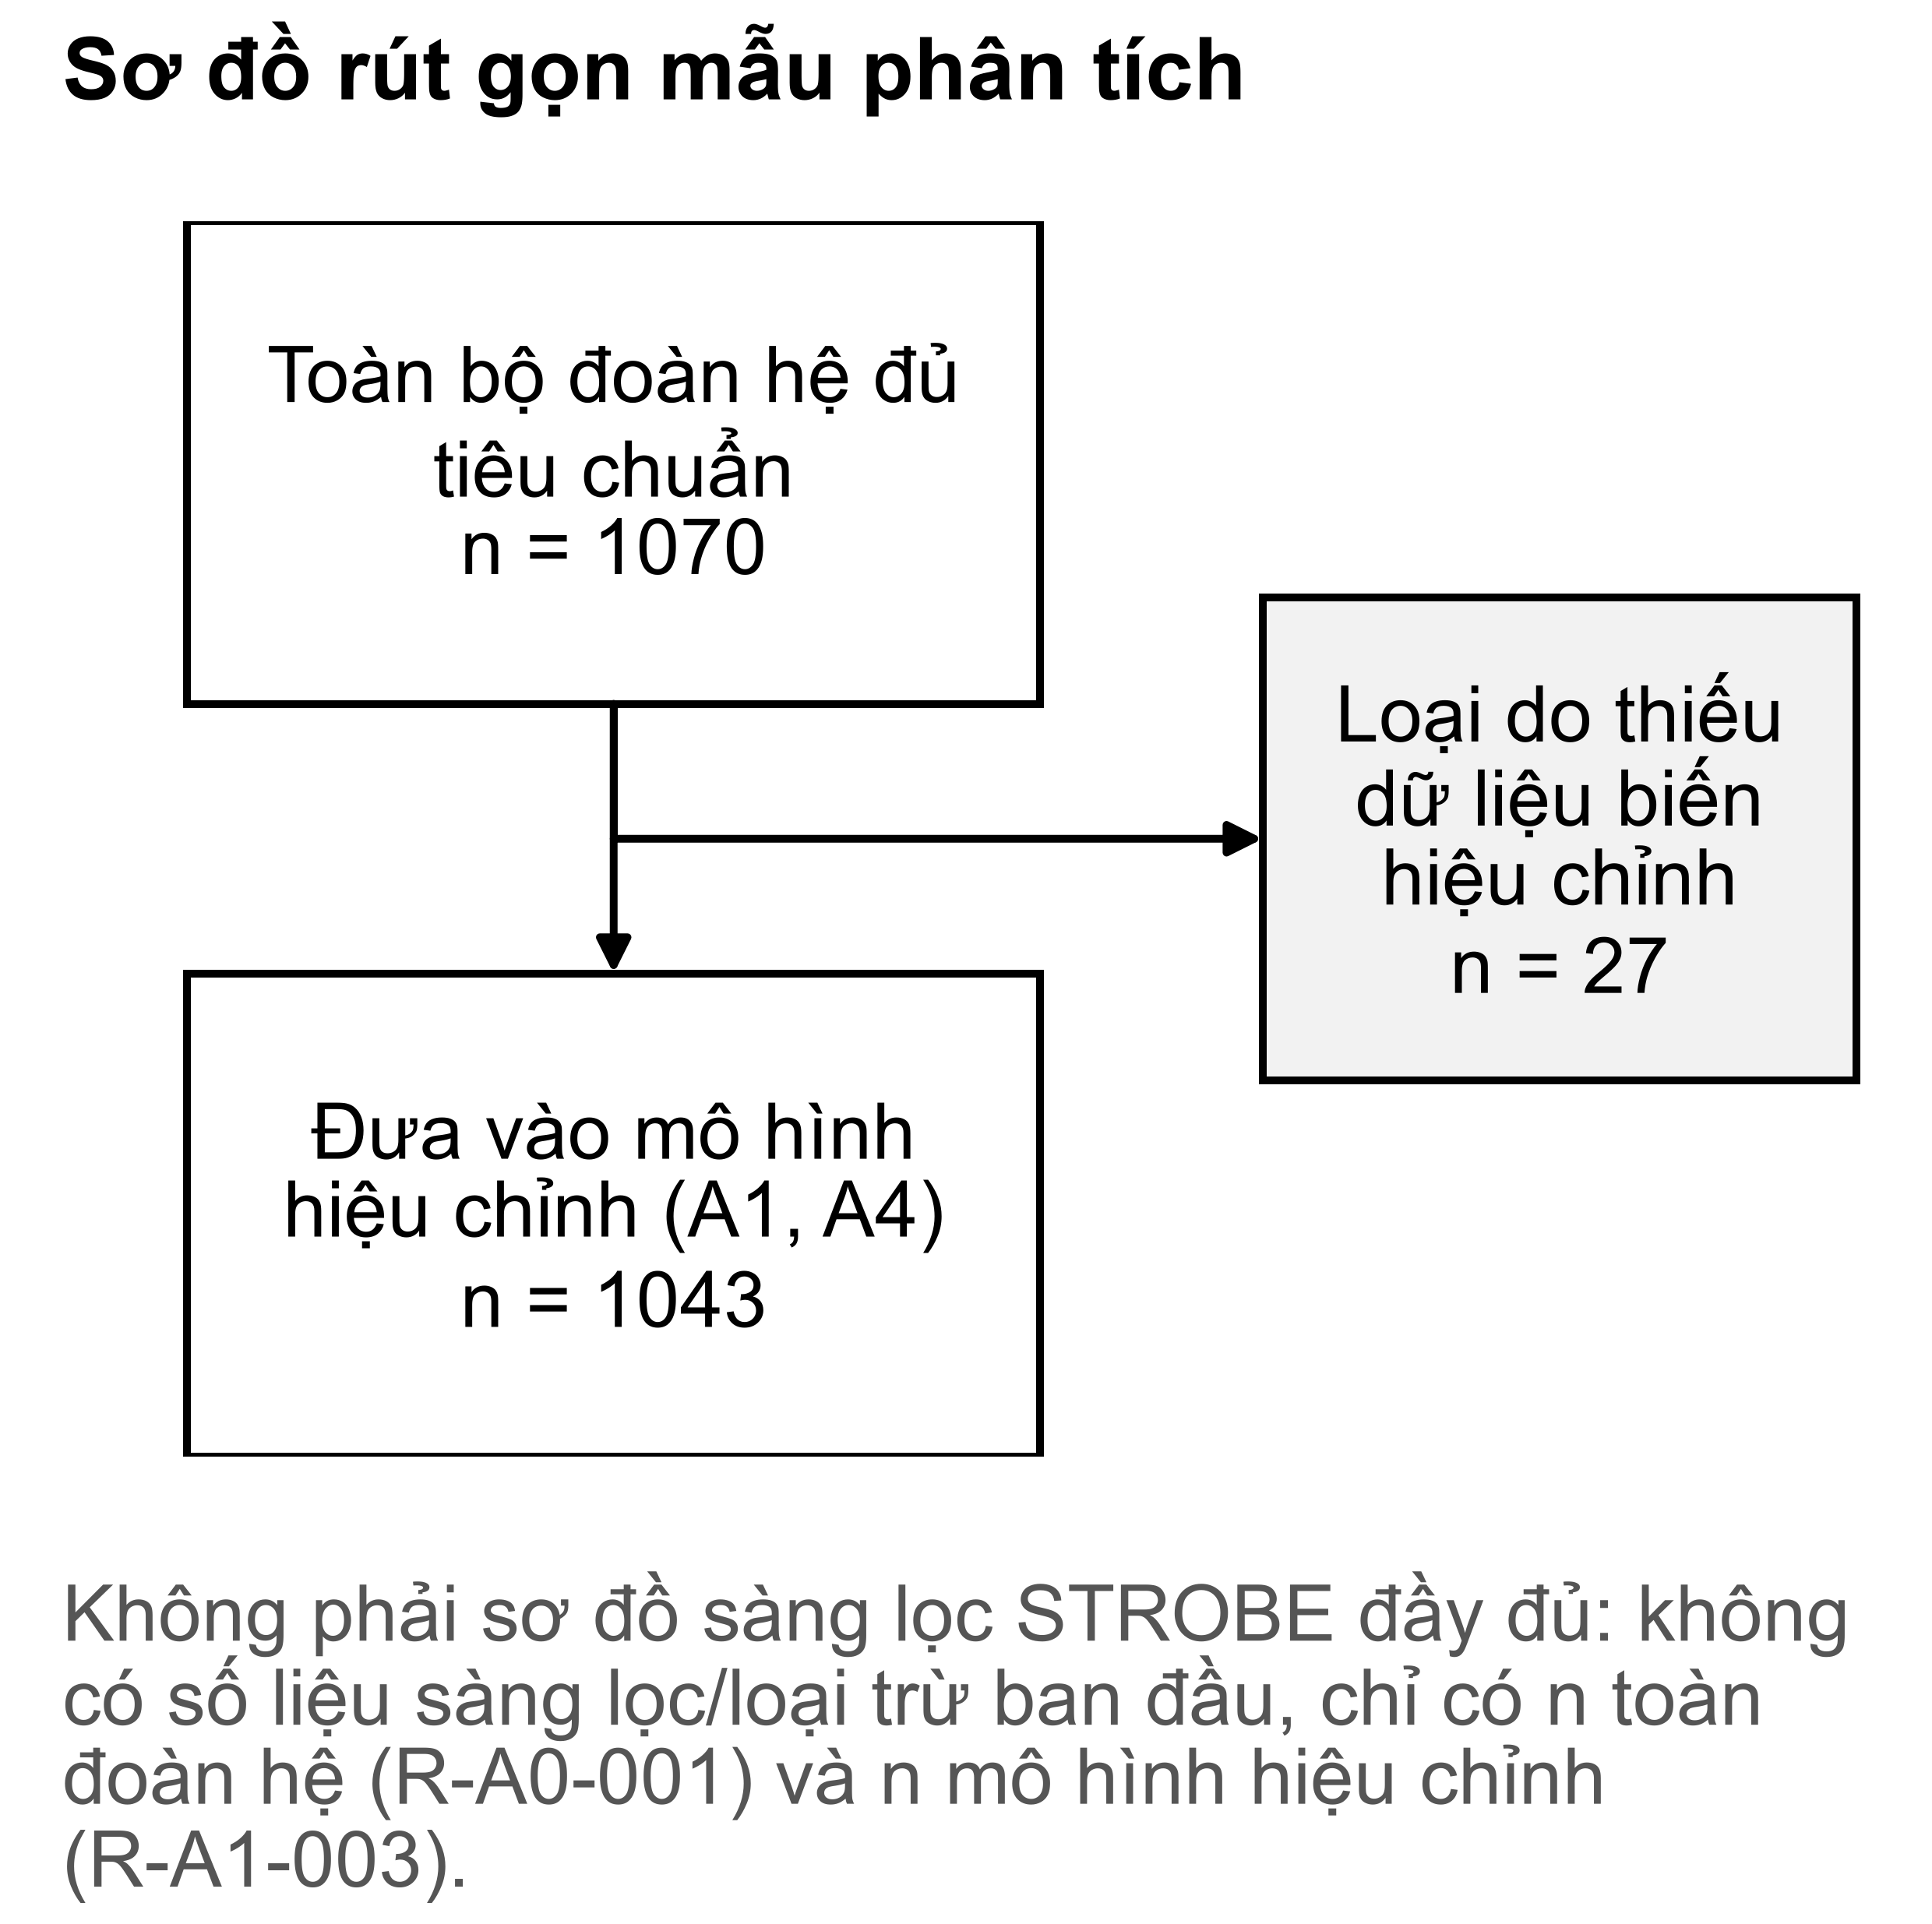 Sơ đồ rút gọn mẫu phân tích
Toàn bộ đoàn hệ đủ
tiêu chuẩn
n = 1070
Loại do thiếu
dữ liệu biến
hiệu chỉnh
n = 27
Đưa vào mô hình
hiệu chỉnh (A1, A4)
n = 1043
Không phải sơ đồ sàng lọc STROBE đầy đủ: không
có số liệu sàng lọc/loại trừ ban đầu, chỉ có n toàn
đoàn hệ (R-A0-001) và n mô hình hiệu chỉnh
(R-A1-003).